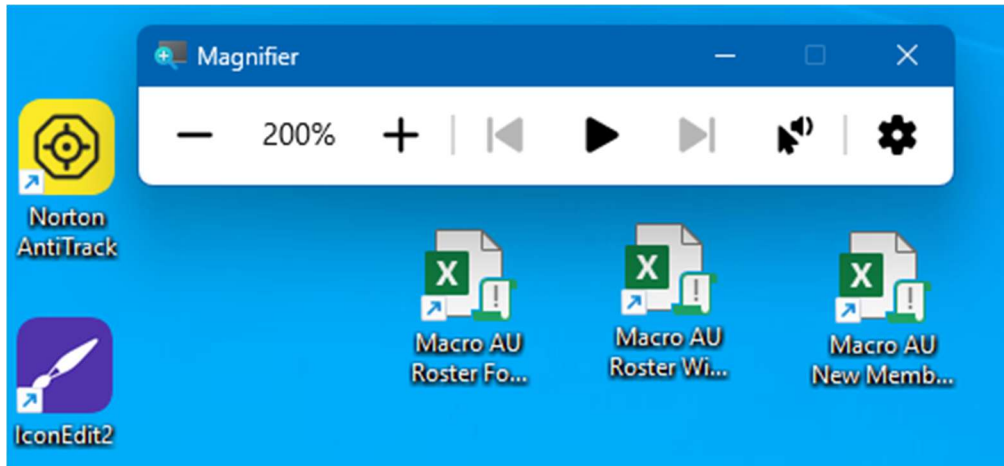 Magnifier
200%
Norton
AntiTrack
X
Macro AU
Roster Fo...
X
Macro AU
Roster Wi...
X
Macro AU
New Memb...
IconEdit2